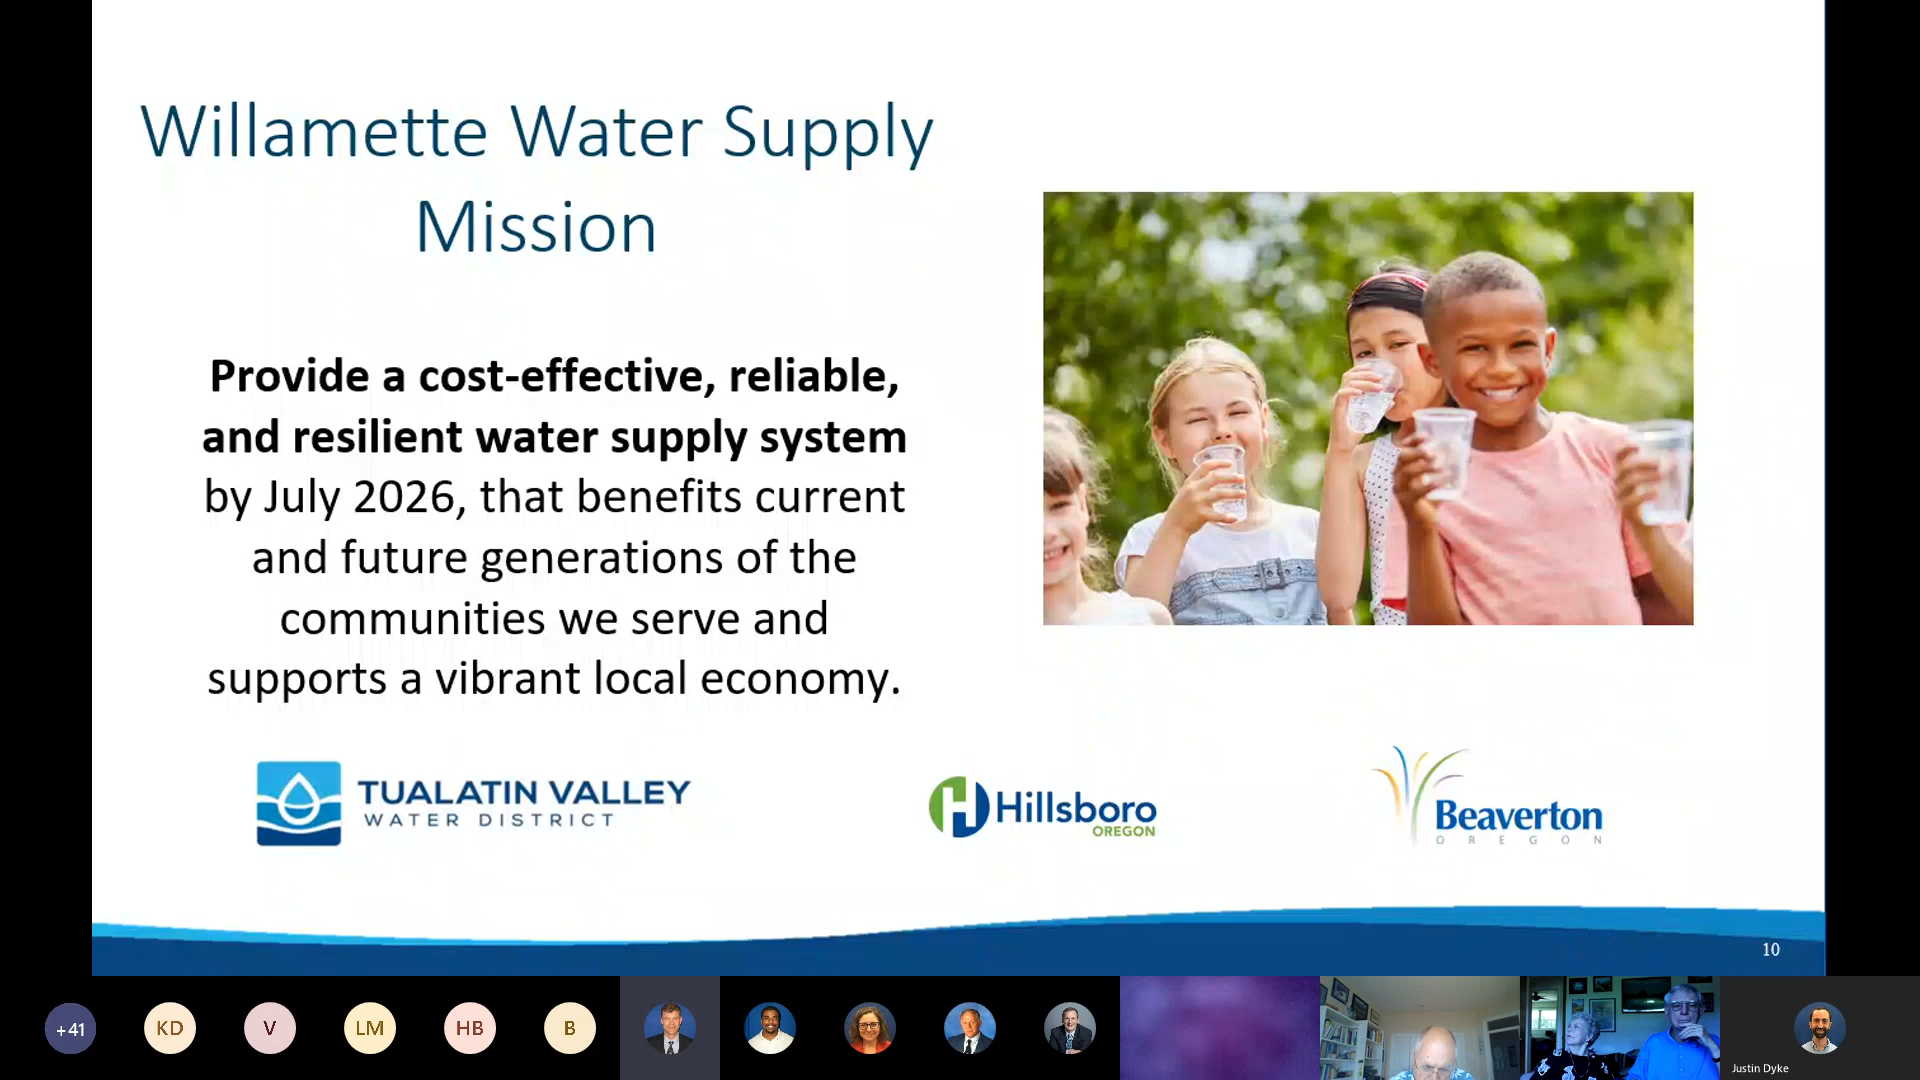 Willamette Water Supply
Mission
Provide a cost-effective, reliable,
and resilient water supply system
by July 2026, that benefits current
and future generations of the
communities we serve and
supports a vibrant local economy.
TUALATIN VALLEY
WATER DISTRICT
Hillsboro
OREGON
Beaverton
OREGON
10
+41
KD
V
LM
HB
B
Justin Dyke